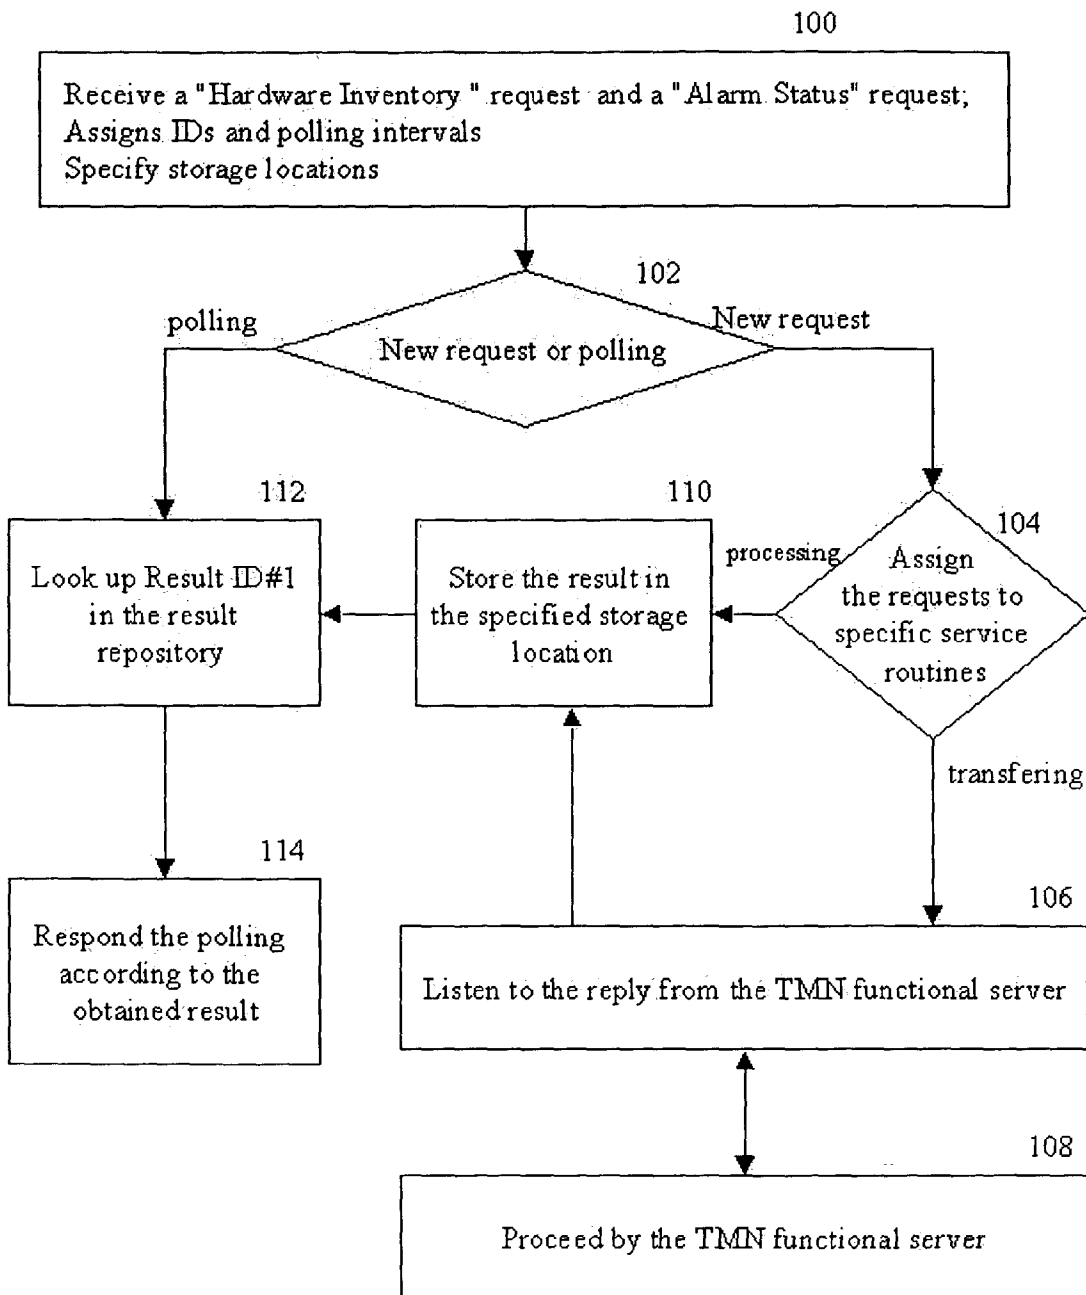 100
Receive a "Hardware Inventory " request and a "Alarm Status" request;
Assigns IDs and polling intervals
Specify storage locations
102
polling
New request
New request or polling
112
110
104
processing
Look up Result ID#1
in the result
repository
Store the result in
the specified storage
location
Assign
the requests to
specific service
routines
transfering
114
106
Respond the polling
according to the
obtained result
Listen to the reply from the TMN functional server
108
Proceed by the TMN functional server